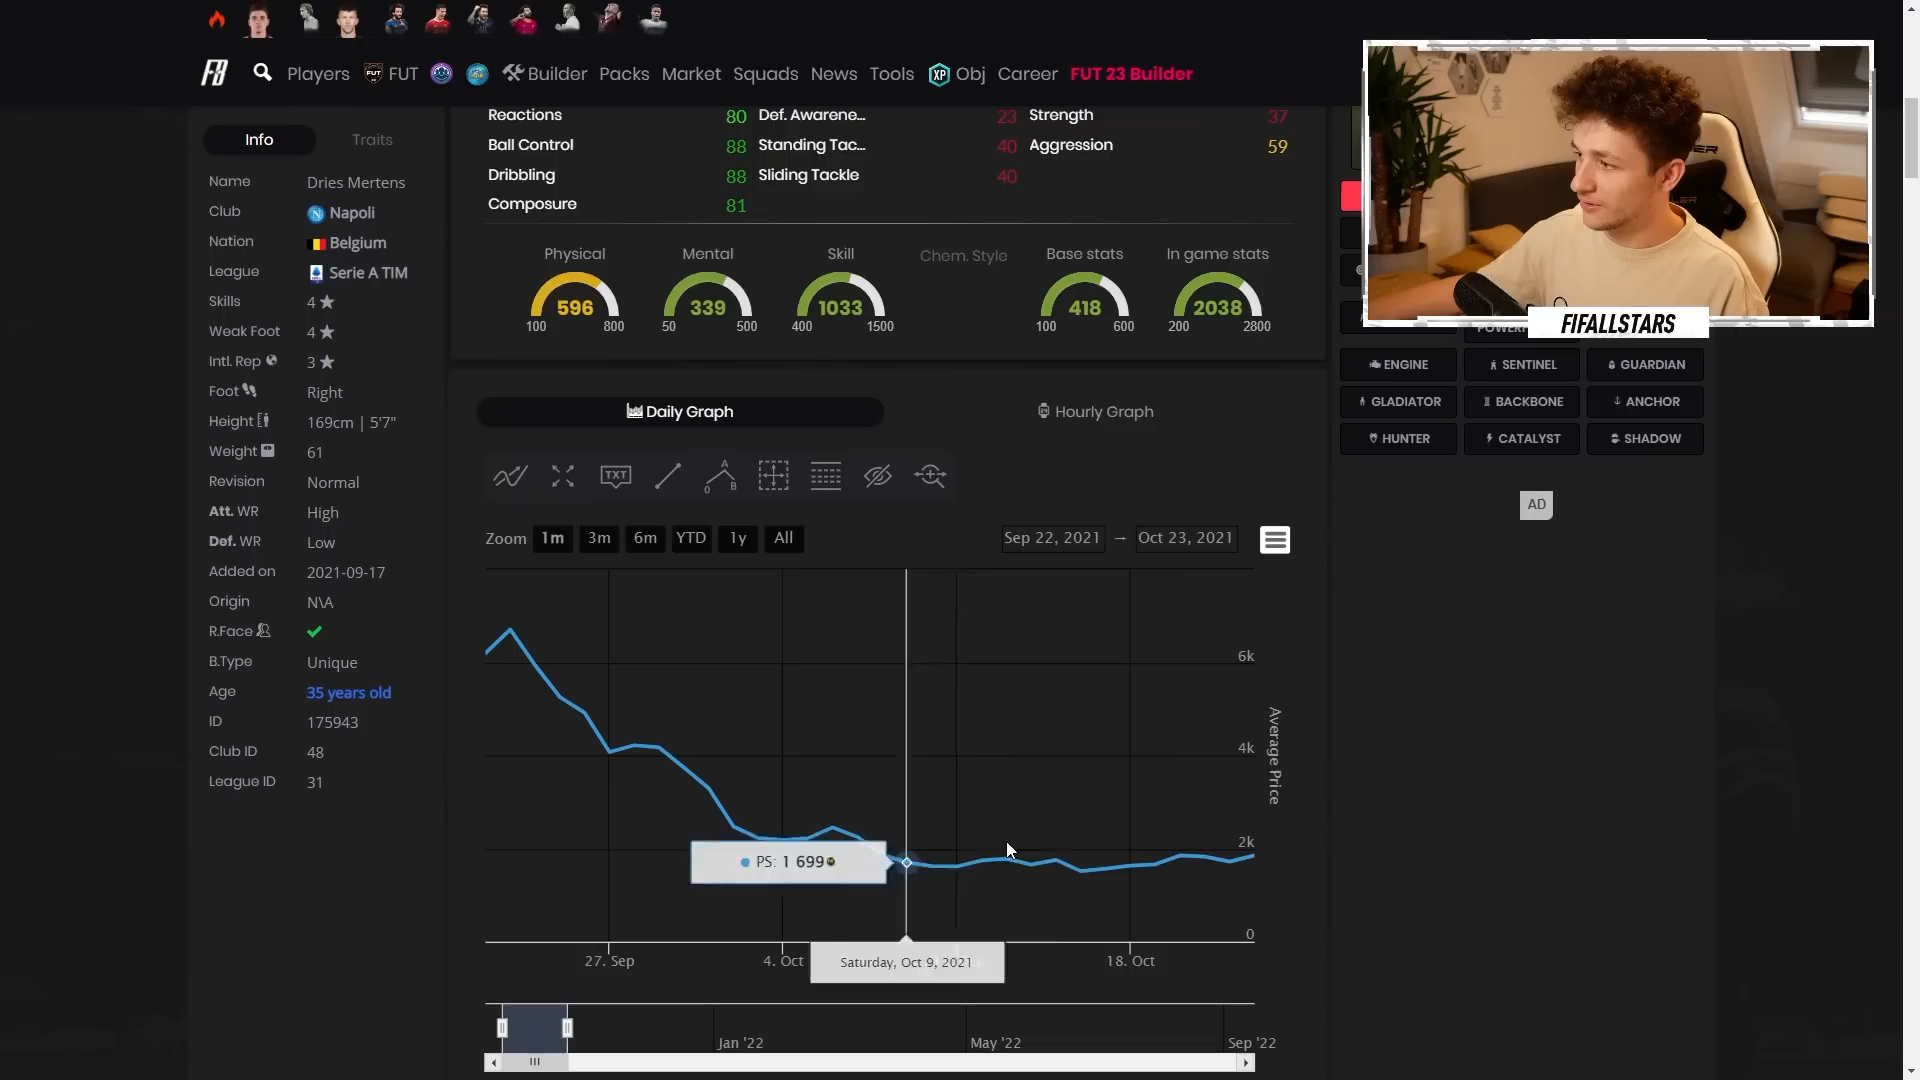 Players FUT Builder Packs Market Squads News Tools XP Obj Career FUT 23 Builder
Info Traits
Name Dries Mertens
Club Napoli
Nation Belgium
League Serie A TIM
Skills 4
Weak Foot 4
Intl. Rep 3
Foot Right
Height 169cm | 5'7"
Weight 61
Revision Normal
Att. WR High
Def. WR Low
Added on 2021-09-17
Origin N\A
R.Face
B.Type Unique
Age 35 years old
ID 175943
Club ID 48
League ID 31
Reactions 80 Def. Awarene... 23 Strength 37
Ball Control 88 Standing Tac... 40 Aggression 59
Dribbling 88 Sliding Tackle 40
Composure 81
Physical Mental Skill Chem. Style Base stats In game stats
596 339 1033 418 2038
100 800 50 500 400 1500 100 600 200 2800
Daily Graph Hourly Graph
TXT A 0 B
Zoom 1m 3m 6m YTD 1y All Sep 22, 2021 → Oct 23, 2021
6k
4k
2k
0
Average Price
PS: 1 699
27. Sep 4. Oct 18. Oct
Saturday, Oct 9, 2021
Jan '22 May '22 Sep '22
FIFALLSTARS
ENGINE SENTINEL GUARDIAN
GLADIATOR BACKBONE ANCHOR
HUNTER CATALYST SHADOW
AD